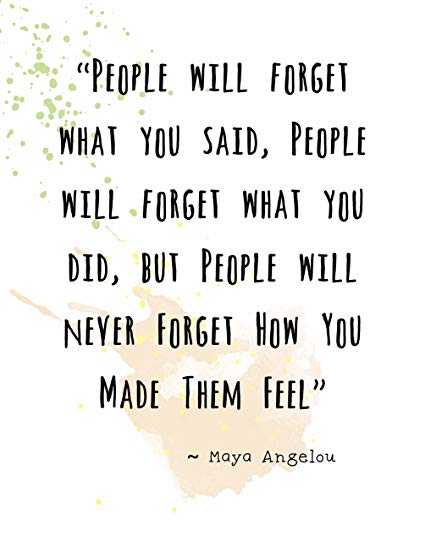 “PEOPLE WILL FORGET
WHAT YOU SAID, PEOPLE
WILL FORGET WHAT YOU
DID, BUT PEOPLE WILL
NEVER FORGET HOW YOU
MADE THEM FEEL”
~ Maya Angelou